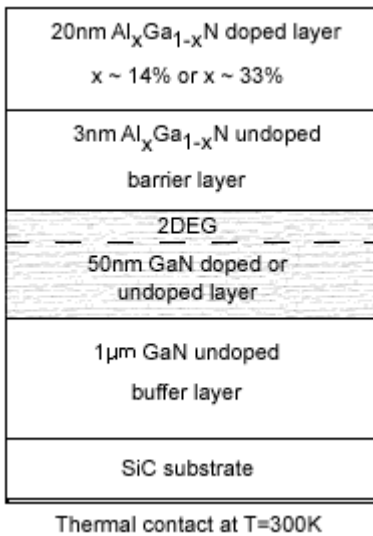 20nm AlxGa1-xN doped layer
x ~ 14% or x ~ 33%
3nm AlxGa1-xN undoped
barrier layer
2DEG
50nm GaN doped or
undoped layer
1μm GaN undoped
buffer layer
SiC substrate
Thermal contact at T=300K